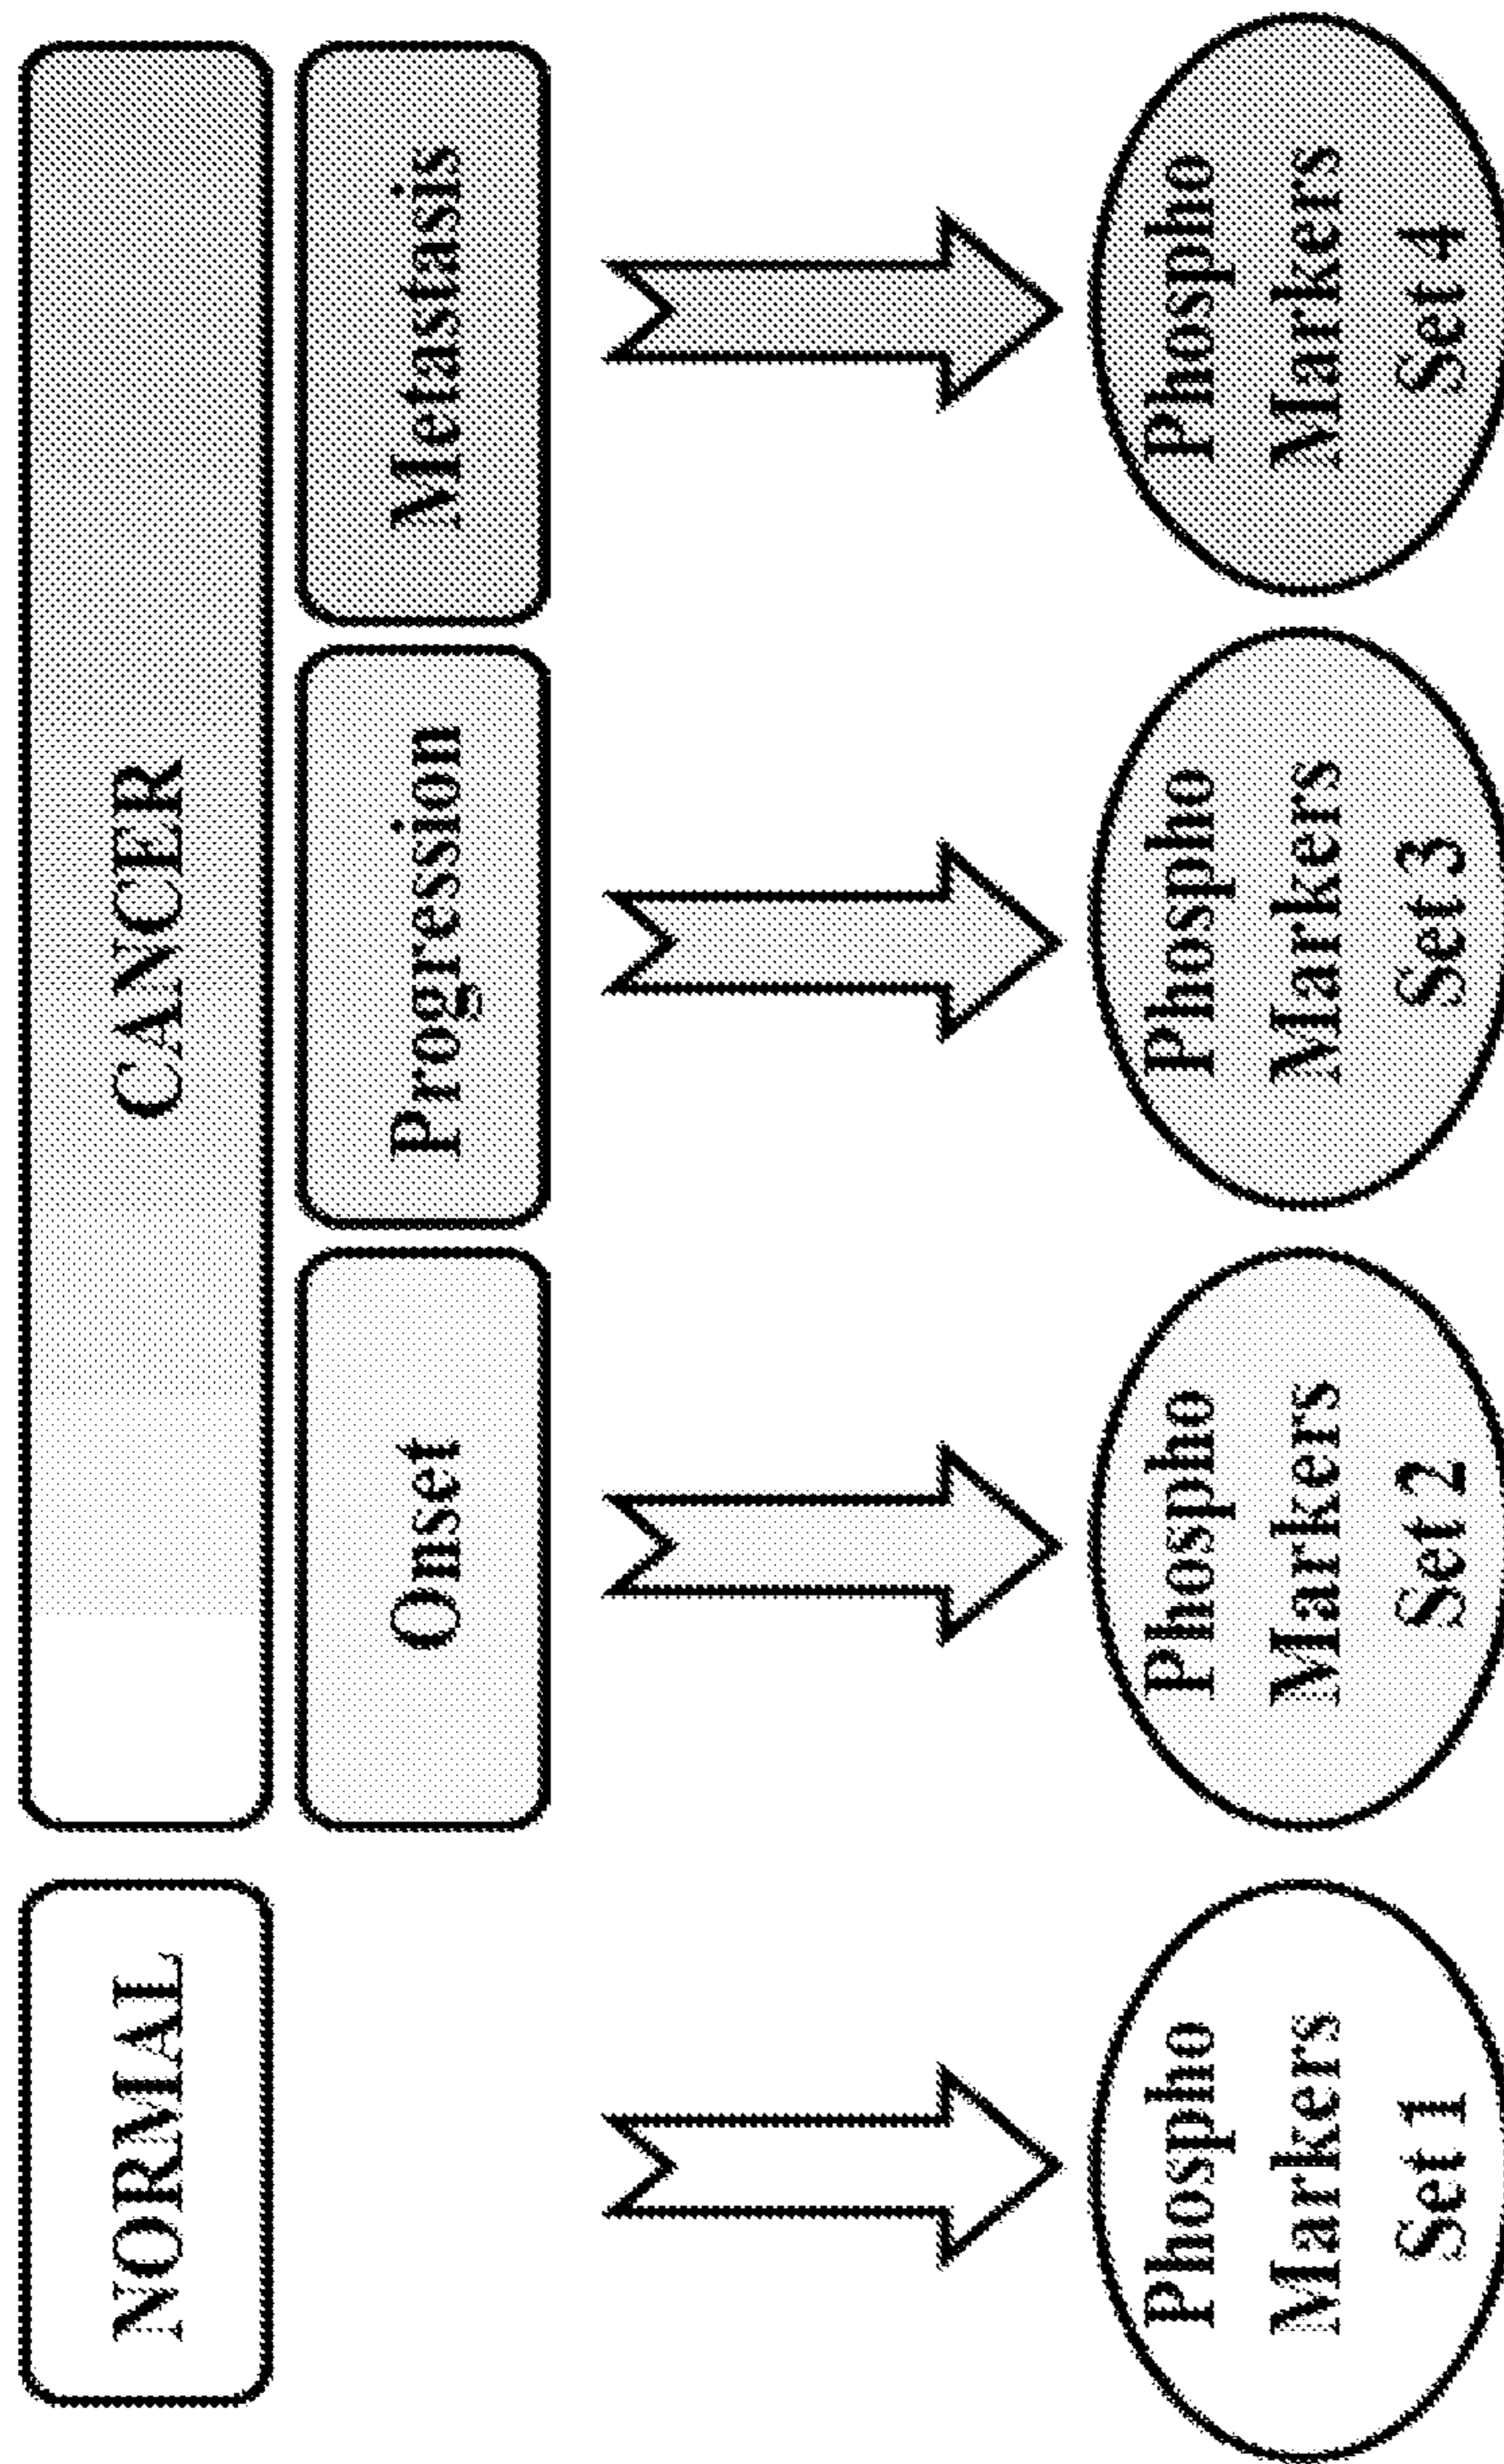 NORMAL
CANCER
Onset
Progression
Metastasis
Phospho
Markers
Set 1
Phospho
Markers
Set 2
Phospho
Markers
Set 3
Phospho
Markers
Set 4